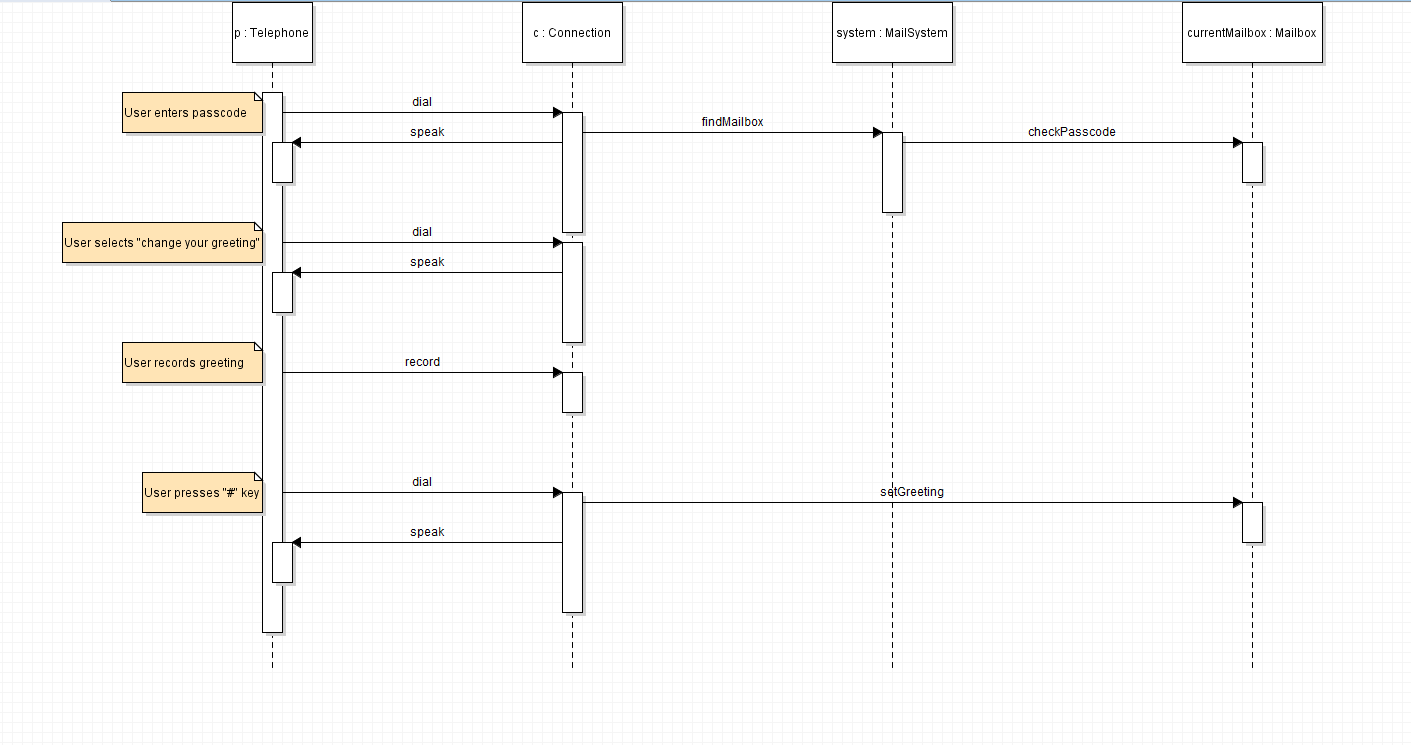 p : Telephone
c : Connection
system : MailSystem
currentMailbox : Mailbox
User enters passcode
dial
findMailbox
speak
checkPasscode
User selects "change your greeting"
dial
speak
User records greeting
record
User presses "#" key
dial
setGreeting
speak